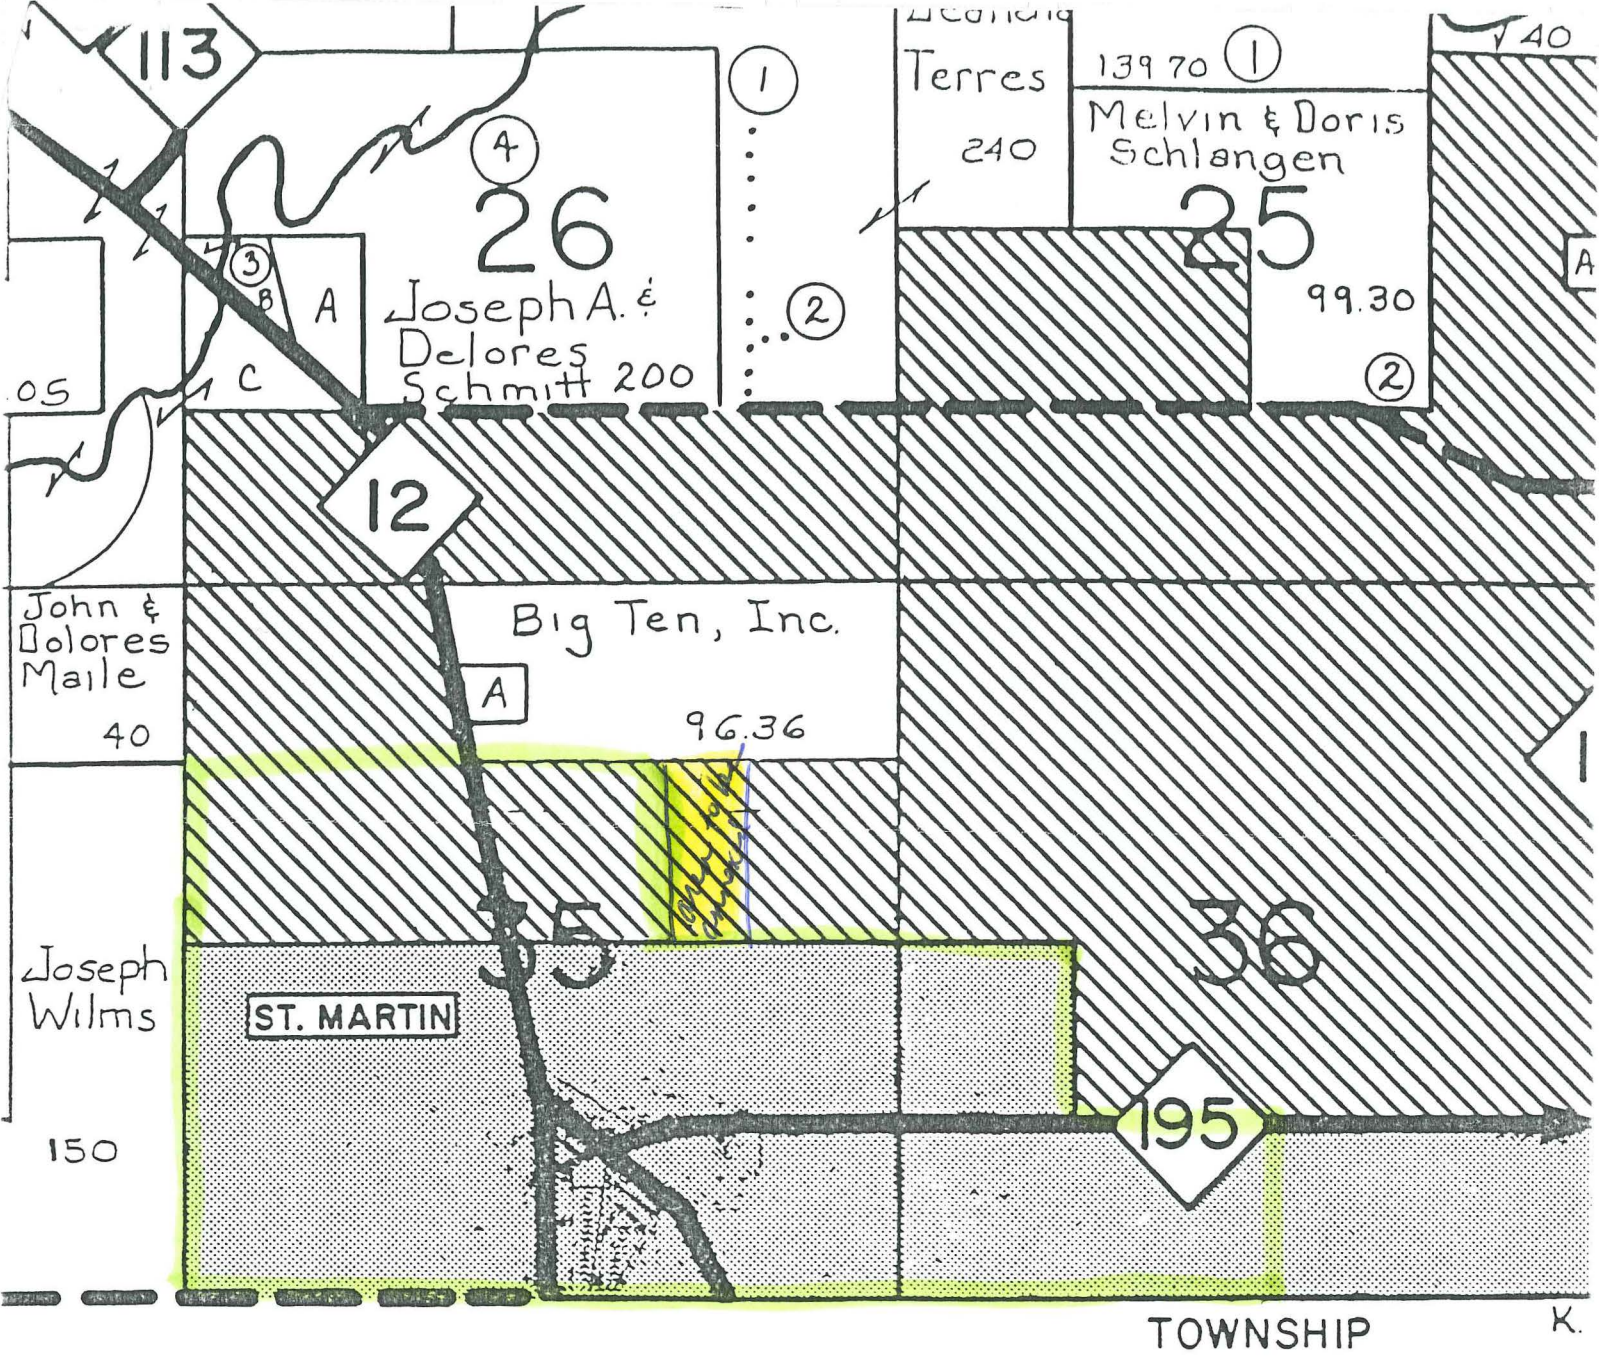 113
1
Terres
240
139 70 1
40
Melvin & Doris
Schlangen
25
99.30
2
A
4
26
Joseph A. &
Delores
Schmitt 200
2
3
B
A
C
05
12
John &
Dolores
Maile
40
Big Ten, Inc.
A
96.36
35
36
Joseph
Wilms
150
ST. MARTIN
195
TOWNSHIP
K.